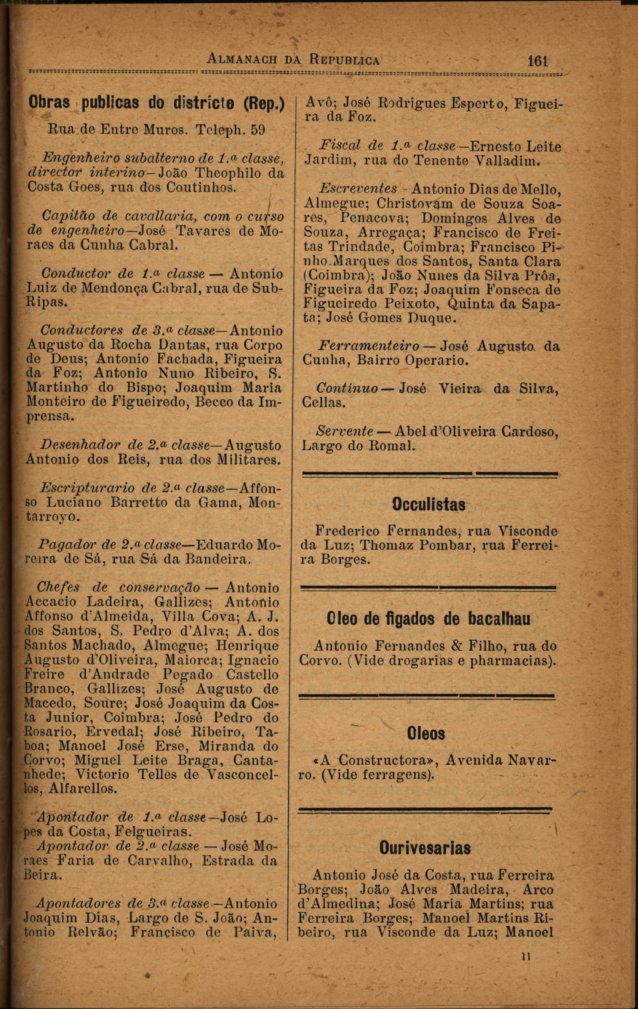 ALMANACH DA REPUBLICA 161
Obras publicas do districto (Rep.)
Rua de Entro Muros. Teleph. 59
Engenheiro subalterno de 1.ª classe,
director interino—João Theophilo da
Costa Goes, rua dos Coutinhos.
Capitão de cavallaria, com o curso
de engenheiro—José Tavares de Mo-
raes da Cunha Cabral.
Conductor de 1.ª classe — Antonio
Luiz de Mendonça Cabral, rua de Sub-
Ripas.
Conductores de 3.ª classe—Antonio
Augusto da Rocha Dantas, rua Corpo
de Deus; Antonio Fachada, Figueira
da Foz; Antonio Nuno Ribeiro, S.
Martinho do Bispo; Joaquim Maria
Monteiro de Figueiredo, Becco da Im-
prensa.
Desenhador de 2.ª classe—Augusto
Antonio dos Reis, rua dos Militares.
Escripturario de 2.ª classe—Affon-
so Luciano Barretto da Gama, Mon-
tarroyo.
Pagador de 2.ª classe—Eduardo Mo-
reira de Sá, rua Sá da Bandeira.
Chefes de conservação — Antonio
Accacio Ladeira, Gallizes; Antonio
Affonso d'Almeida, Villa Cova; A. J.
dos Santos, S. Pedro d'Alva; A. dos
Santos Machado, Almegue; Henrique
Augusto d'Oliveira, Maiorca; Ignacio
Freire d'Andrade Pegado Castello
Branco, Gallizes; José Augusto de
Macedo, Soure; José Joaquim da Cos-
ta Junior, Coimbra; José Pedro do
Rosario, Ervedal; José Ribeiro, Ta-
boa; Manoel José Erse, Miranda do
Corvo; Miguel Leite Braga, Canta-
nhede; Victorio Telles de Vasconcel-
los, Alfarellos.
Apontador de 1.ª classe—José Lo-
pes da Costa, Felgueiras.
Apontador de 2.ª classe — José Mo-
raes Faria de Carvalho, Estrada da
Beira.
Apontadores de 3.ª classe—Antonio
Joaquim Dias, Largo de S. João; An-
tonio Relvão; Francisco de Paiva,
Avô; José Rodrigues Esperto, Figuei-
ra da Foz.
Fiscal de 1.ª classe—Ernesto Leite
Jardim, rua do Tenente Valladim.
Escreventes - Antonio Dias de Mello,
Almegue; Christovam de Souza Soa-
res, Penacova; Domingos Alves de
Souza, Arregaça; Francisco de Frei-
tas Trindade, Coimbra; Francisco Pi-
nho Marques dos Santos, Santa Clara
(Coimbra); João Nunes da Silva Prôa,
Figueira da Foz; Joaquim Fonseca de
Figueiredo Peixoto, Quinta da Sapa-
ta; José Gomes Duque.
Ferramenteiro — José Augusto da
Cunha, Bairro Operario.
Continuo — José Vieira da Silva,
Cellas.
Servente — Abel d'Oliveira Cardoso,
Largo do Romal.
Occulistas
Frederico Fernandes, rua Visconde
da Luz; Thomaz Pombar, rua Ferrei-
ra Borges.
Oleo de figados de bacalhau
Antonio Fernandes & Filho, rua do
Corvo. (Vide drogarias e pharmacias).
Oleos
«A Constructora», Avenida Navar-
ro. (Vide ferragens).
Ourivesarias
Antonio José da Costa, rua Ferreira
Borges; João Alves Madeira, Arco
d'Almedina; José Maria Martins; rua
Ferreira Borges; Manoel Martins Ri-
beiro, rua Visconde da Luz; Manoel
11